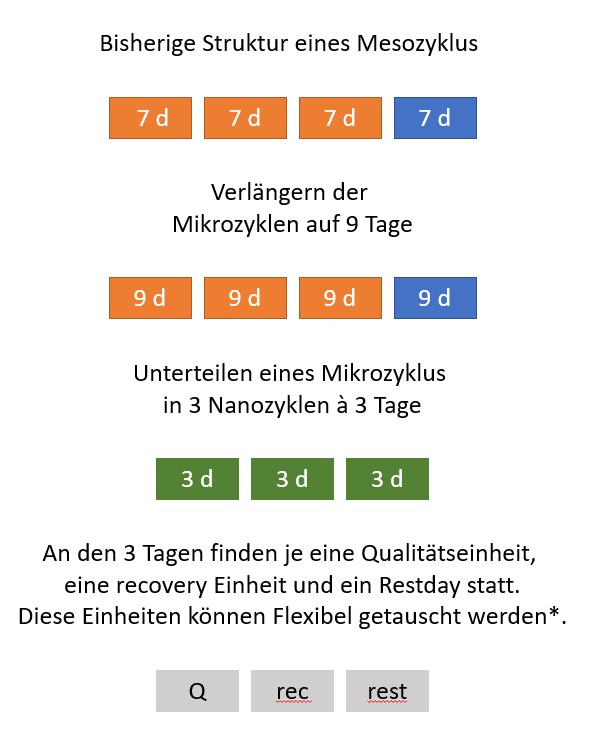 Bisherige Struktur eines Mesozyklus
7 d 7 d 7 d 7 d
Verlängern der
Mikrozyklen auf 9 Tage
9 d 9 d 9 d 9 d
Unterteilen eines Mikrozyklus
in 3 Nanozyklen à 3 Tage
3 d 3 d 3 d
An den 3 Tagen finden je eine Qualitätseinheit,
eine recovery Einheit und ein Restday statt.
Diese Einheiten können Flexibel getauscht werden*.
Q rec rest